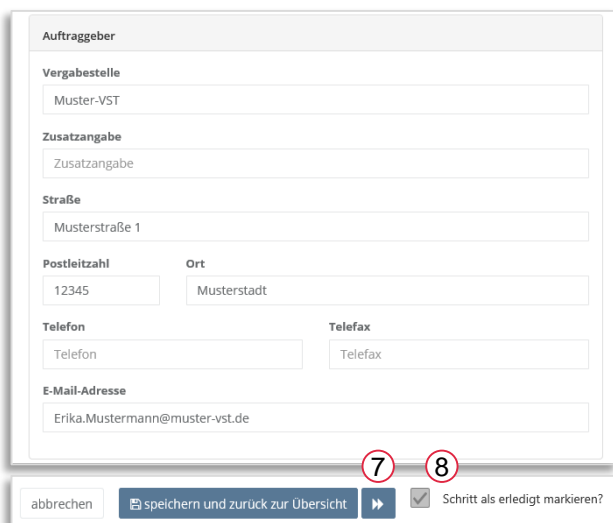 Auftraggeber
Vergabestelle
Muster-VST
Zusatzangabe
Zusatzangabe
Straße
Musterstraße 1
Postleitzahl Ort
12345 Musterstadt
Telefon Telefax
Telefon Telefax
E-Mail-Adresse
Erika.Mustermann@muster-vst.de
7 8
abbrechen speichern und zurück zur Übersicht Schritt als erledigt markieren?